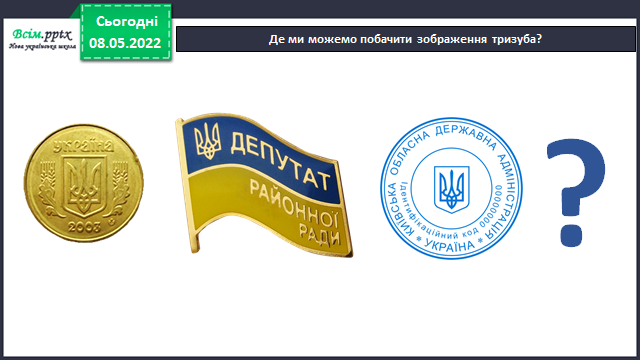 Всім.pptx
Нова українська школа
Сьогодні
08.05.2022
Де ми можемо побачити зображення тризуба?
УКРАЇНА
2003
ДЕПУТАТ
РАЙОННОЇ
РАДИ
КИЇВСЬКА ОБЛАСНА ДЕРЖАВНА АДМІНІСТРАЦІЯ
* УКРАЇНА *
Ідентифікаційний код 0000000000
?